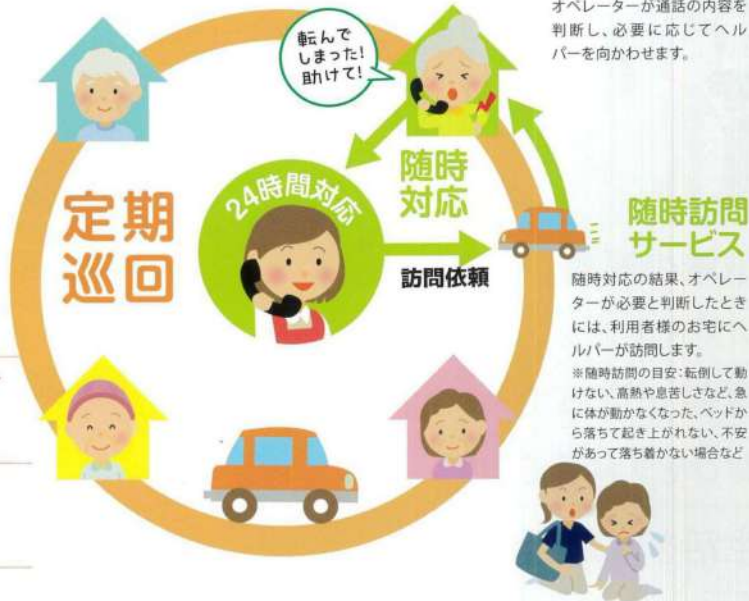 オペレーターが通話の内容を
判断し、必要に応じてヘル
パーを向かわせます。
転んで
しまった!
助けて!
随時
対応
24時間対応
定期
巡回
訪問依頼
随時訪問
サービス
随時対応の結果、オペレー
ターが必要と判断したとき
には、利用者様のお宅にヘ
ルパーが訪問します。
※随時訪問の目安:転倒して動
けない、高熱や息苦しさなど、急
に体が動かなくなった、ベッドか
ら落ちて起き上がれない、不安
があって落ち着かない場合など